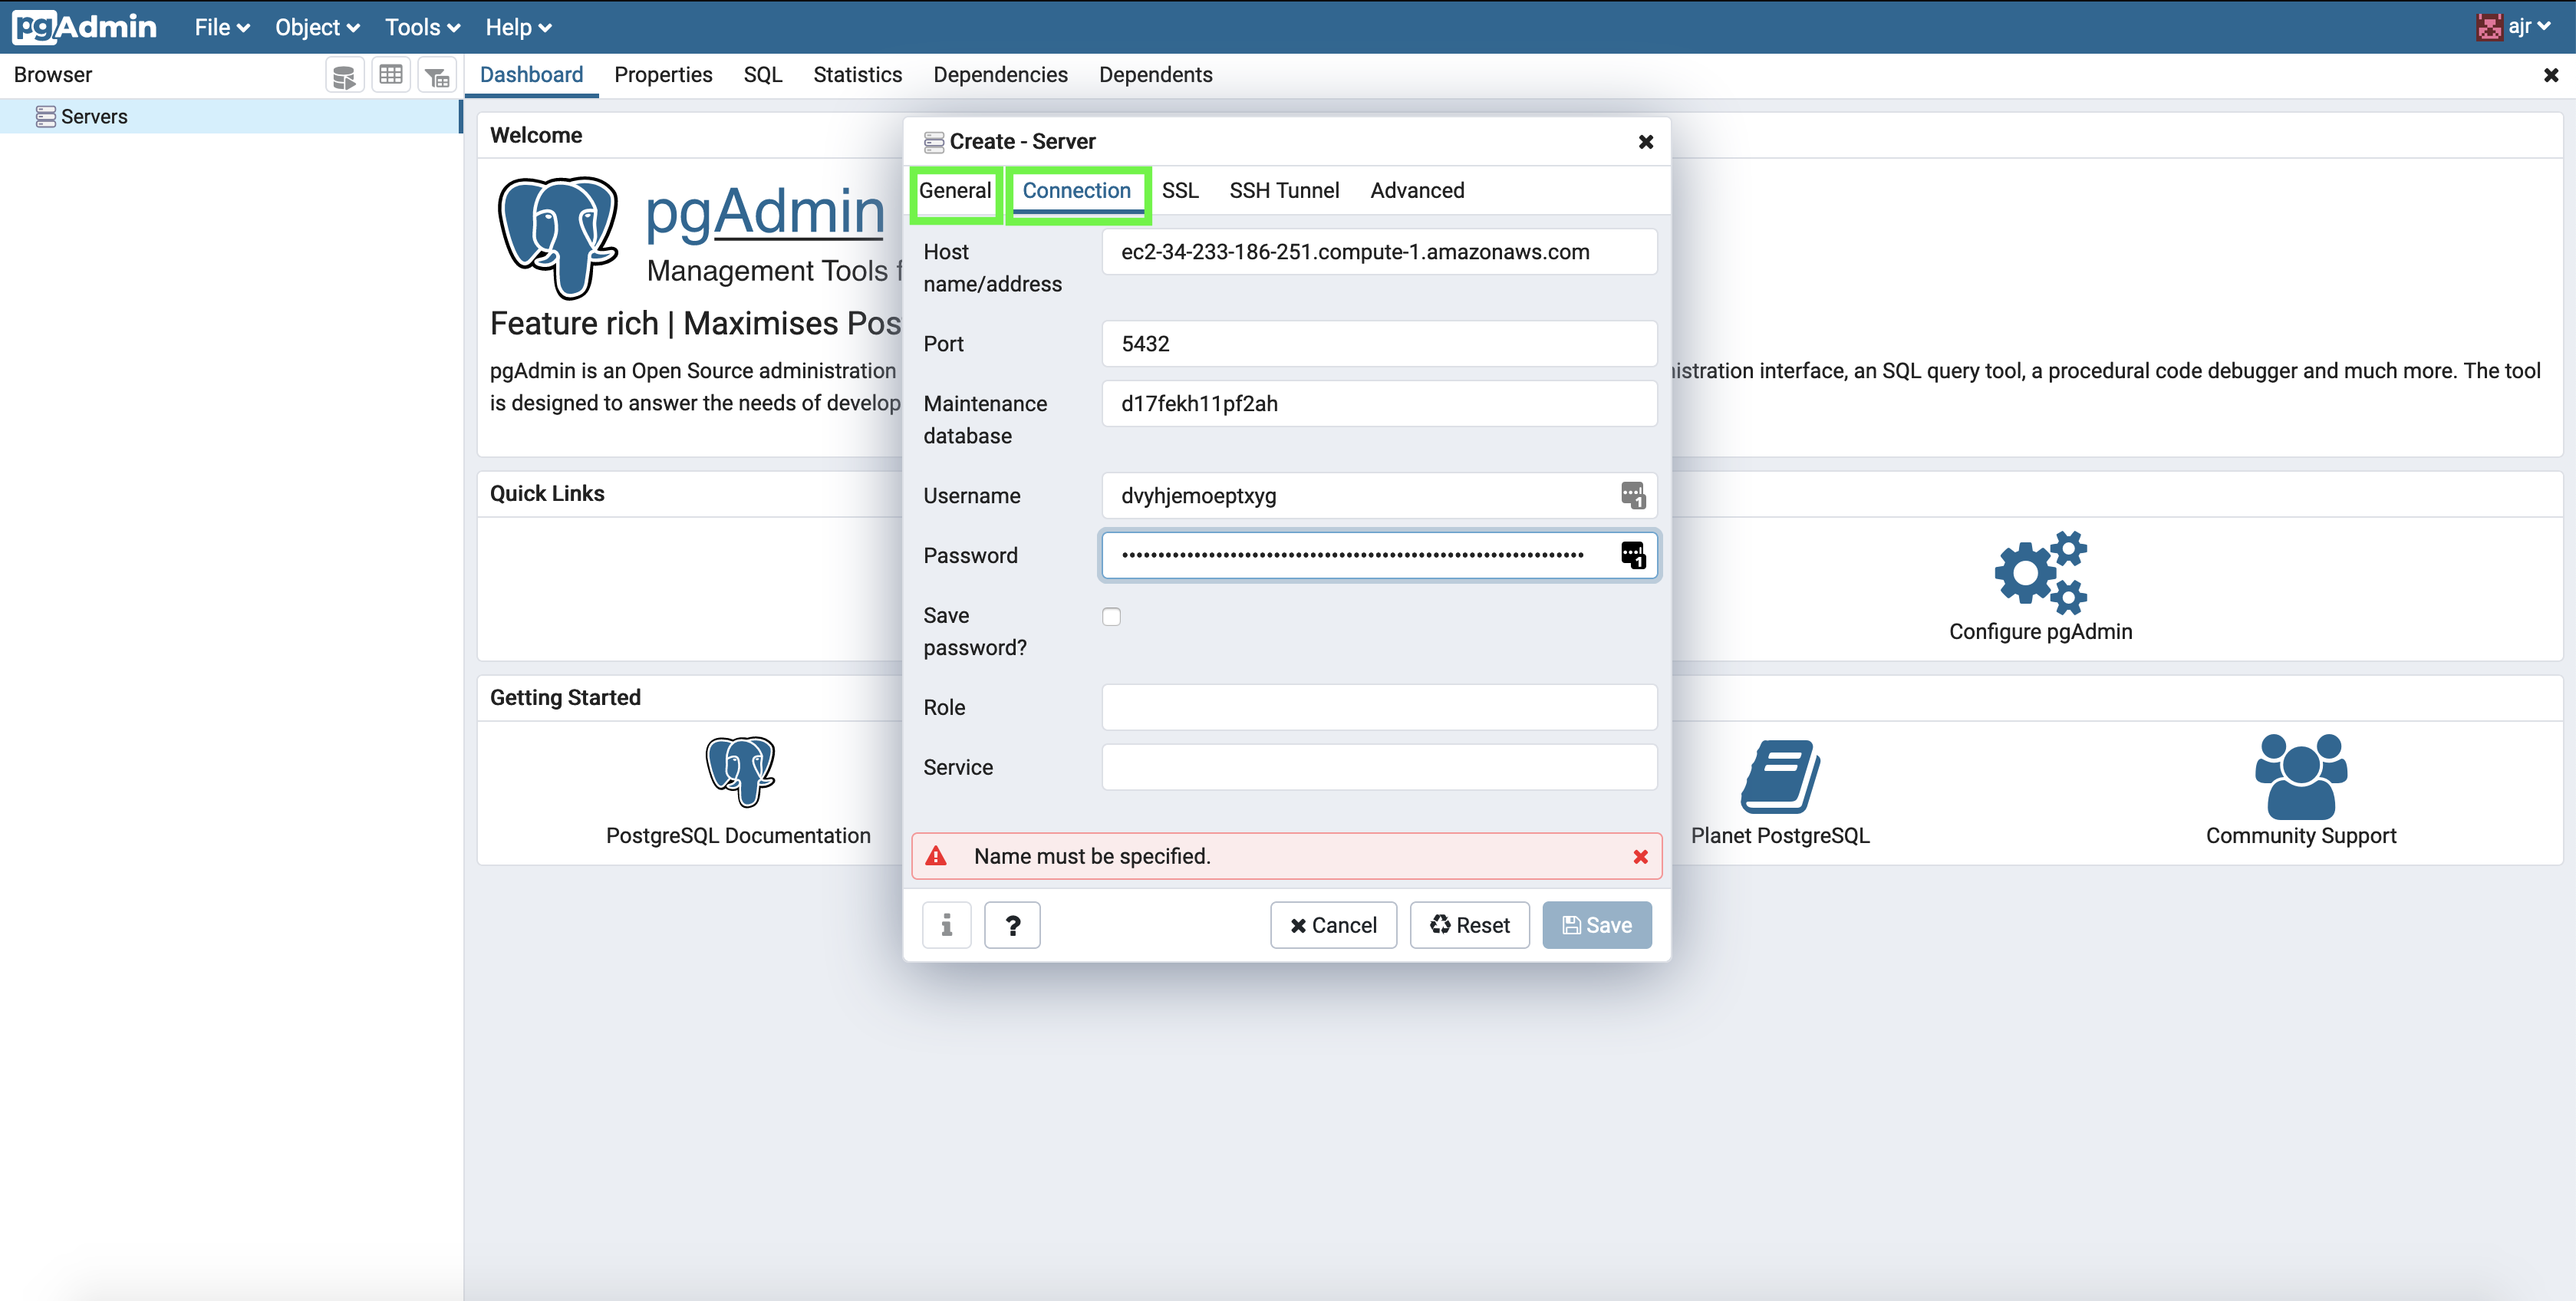 pgAdmin File Object Tools Help ajr
Browser Dashboard Properties SQL Statistics Dependencies Dependents
Servers
Welcome
pgAdmin
Management Tools f
Feature rich | Maximises Pos
pgAdmin is an Open Source administration
is designed to answer the needs of develop
istration interface, an SQL query tool, a procedural code debugger and much more. The tool
Quick Links
Configure pgAdmin
Getting Started
PostgreSQL Documentation
Planet PostgreSQL
Community Support
Create - Server
General Connection SSL SSH Tunnel Advanced
Host
name/address
ec2-34-233-186-251.compute-1.amazonaws.com
Port 5432
Maintenance
database
d17fekh11pf2ah
Username dvyhjemoeptxyg
Password
Save
password?
Role
Service
Name must be specified.
i ? Cancel Reset Save